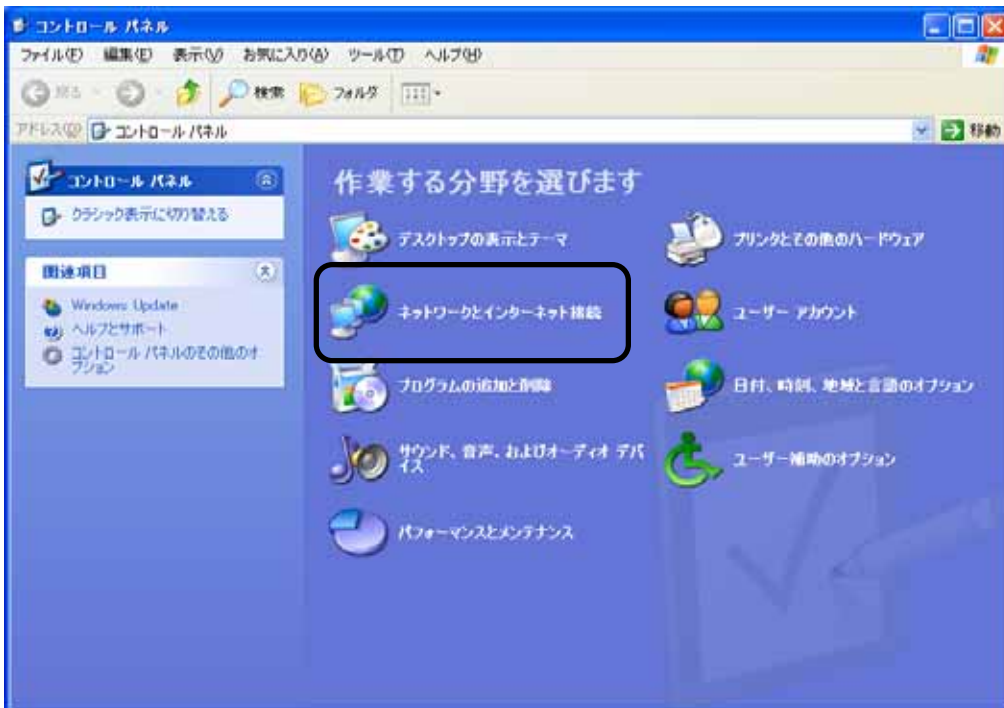 コントロール パネル
ファイル(F) 編集(E) 表示(V) お気に入り(A) ツール(T) ヘルプ(H)
戻る 検索 フォルダ
アドレス(D) コントロール パネル 移動
コントロール パネル
クラシック表示に切り替える
関連項目
Windows Update
ヘルプとサポート
コントロール パネルのその他のオ
プション
作業する分野を選びます
デスクトップの表示とテーマ
プリンタとその他のハードウェア
ネットワークとインターネット接続
ユーザー アカウント
プログラムの追加と削除
日付、時刻、地域と言語のオプション
サウンド、音声、およびオーディオ デバ
イス
ユーザー補助のオプション
パフォーマンスとメンテナンス